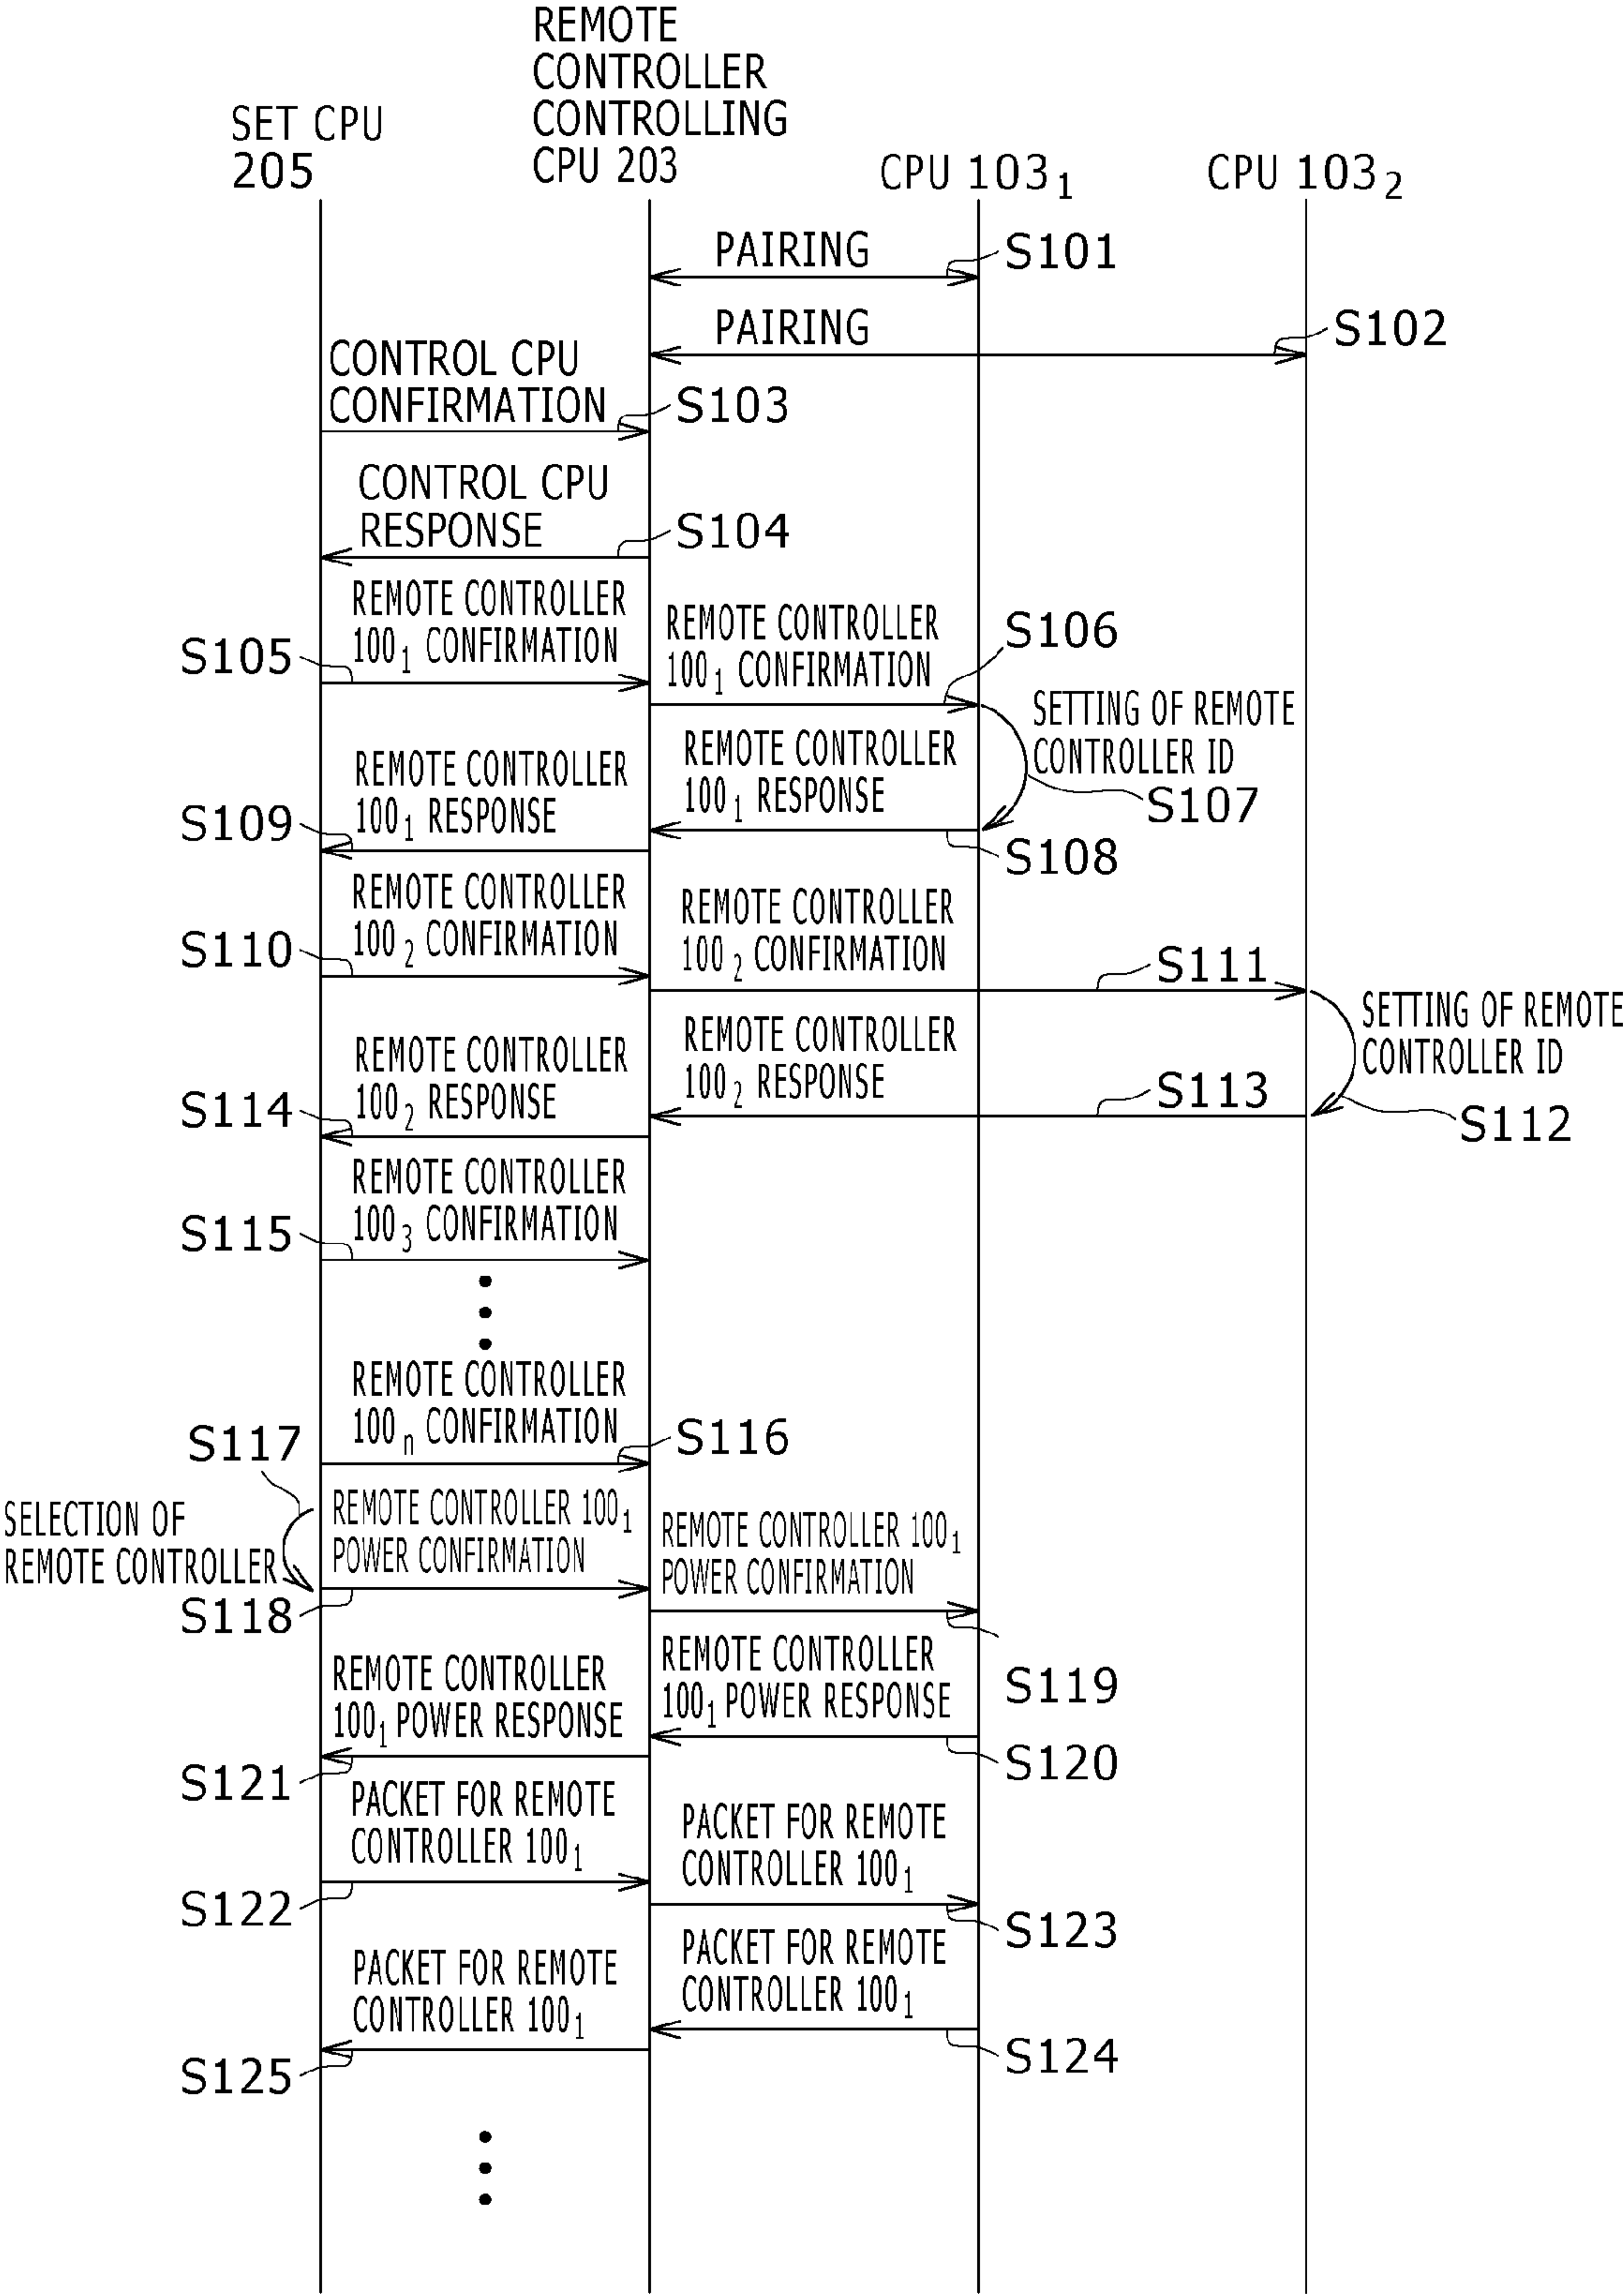 REMOTE
CONTROLLER
CONTROLLING
CPU 203
SET CPU
205
CPU 103₁
CPU 103₂
PAIRING
S101
PAIRING
S102
CONTROL CPU
CONFIRMATION
S103
CONTROL CPU
RESPONSE
S104
REMOTE CONTROLLER
100₁ CONFIRMATION
S105
REMOTE CONTROLLER
100₁ CONFIRMATION
S106
SETTING OF REMOTE
CONTROLLER ID
S107
REMOTE CONTROLLER
100₁ RESPONSE
S108
REMOTE CONTROLLER
100₁ RESPONSE
S109
REMOTE CONTROLLER
100₂ CONFIRMATION
S110
REMOTE CONTROLLER
100₂ CONFIRMATION
S111
SETTING OF REMOTE
CONTROLLER ID
S112
REMOTE CONTROLLER
100₂ RESPONSE
S113
REMOTE CONTROLLER
100₂ RESPONSE
S114
REMOTE CONTROLLER
100₃ CONFIRMATION
S115
REMOTE CONTROLLER
100ₙ CONFIRMATION
S116
S117
SELECTION OF
REMOTE CONTROLLER
REMOTE CONTROLLER 100₁
POWER CONFIRMATION
S118
REMOTE CONTROLLER 100₁
POWER CONFIRMATION
S119
REMOTE CONTROLLER
100₁ POWER RESPONSE
S120
REMOTE CONTROLLER
100₁ POWER RESPONSE
S121
PACKET FOR REMOTE
CONTROLLER 100₁
S122
PACKET FOR REMOTE
CONTROLLER 100₁
S123
PACKET FOR REMOTE
CONTROLLER 100₁
S124
PACKET FOR REMOTE
CONTROLLER 100₁
S125